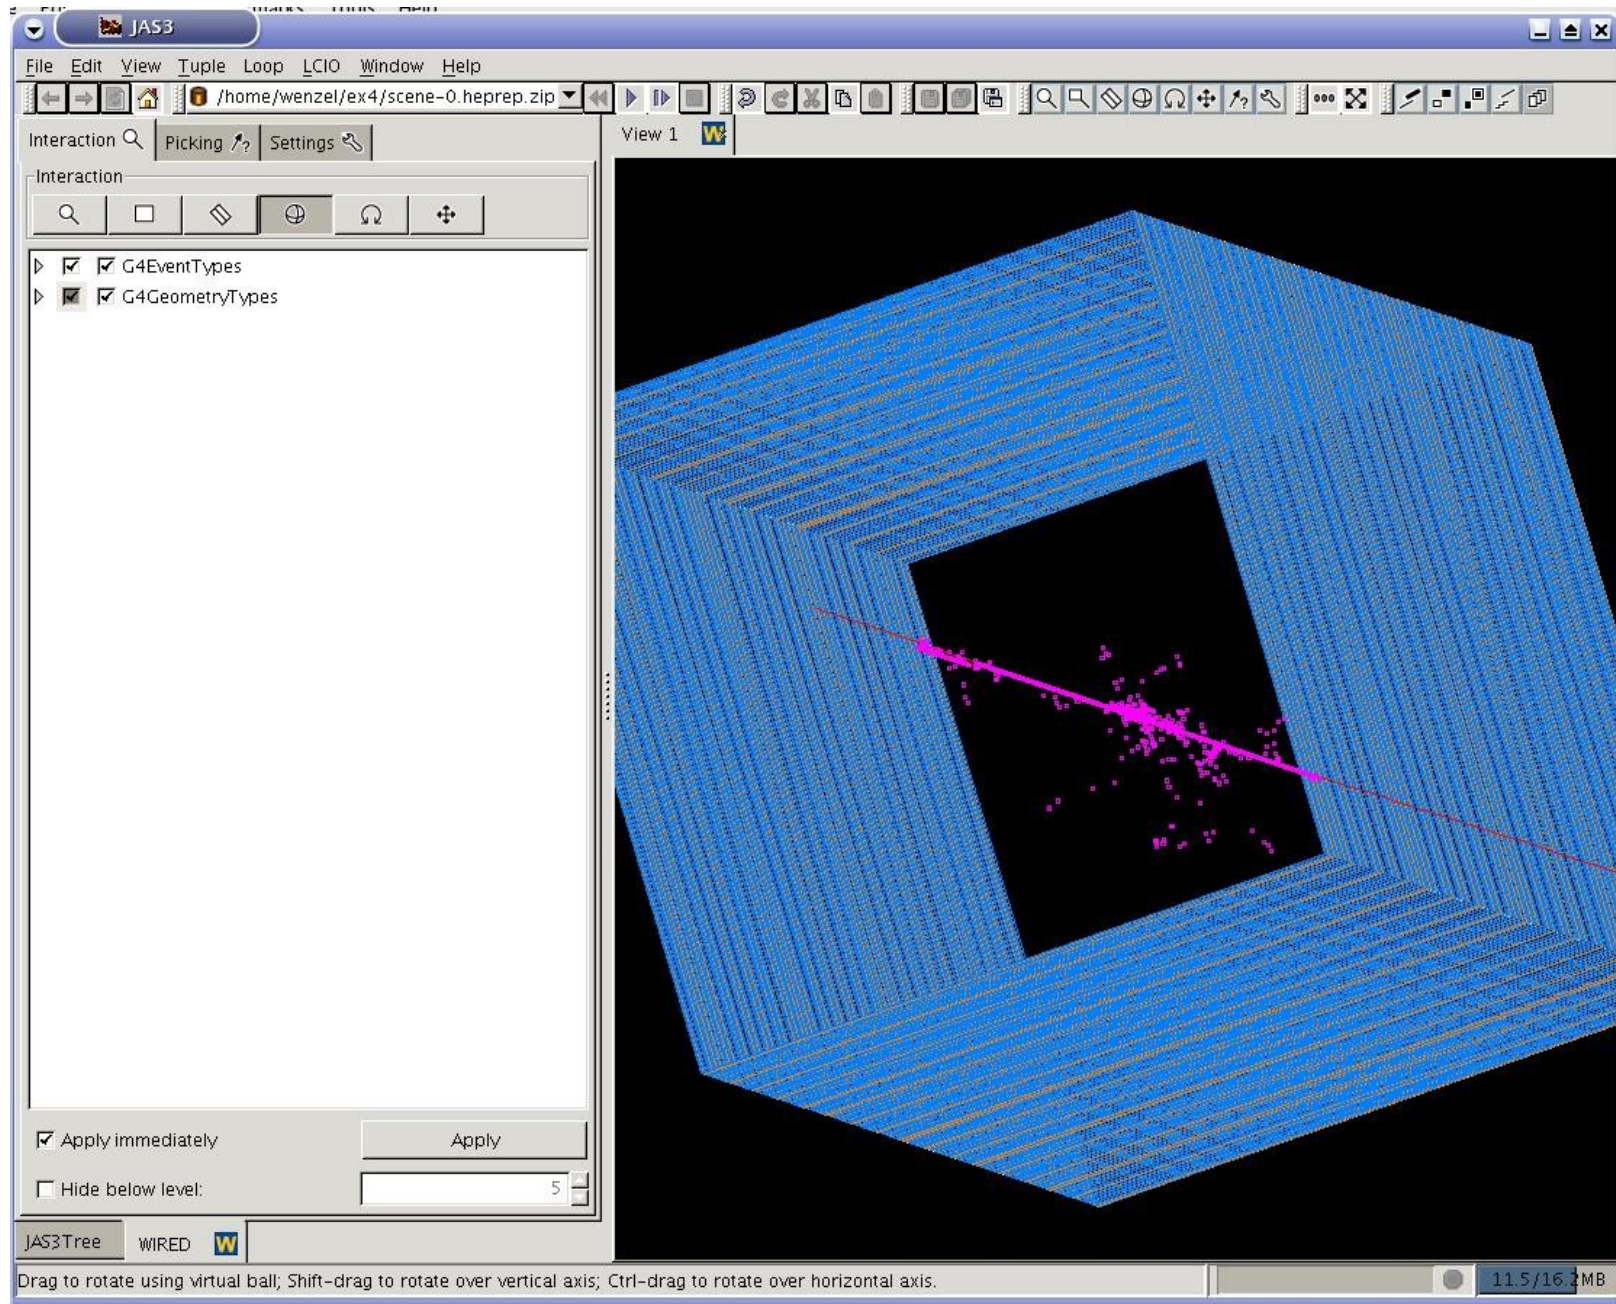 JAS3
File Edit View Tuple Loop LCIO Window Help
/home/wenzel/ex4/scene-0.heprep.zip
Interaction Picking Settings
View 1
Interaction
G4EventTypes
G4GeometryTypes
Apply immediately Apply
Hide below level: 5
JAS3Tree WIRED W
Drag to rotate using virtual ball; Shift-drag to rotate over vertical axis; Ctrl-drag to rotate over horizontal axis. 11.5/16.2MB